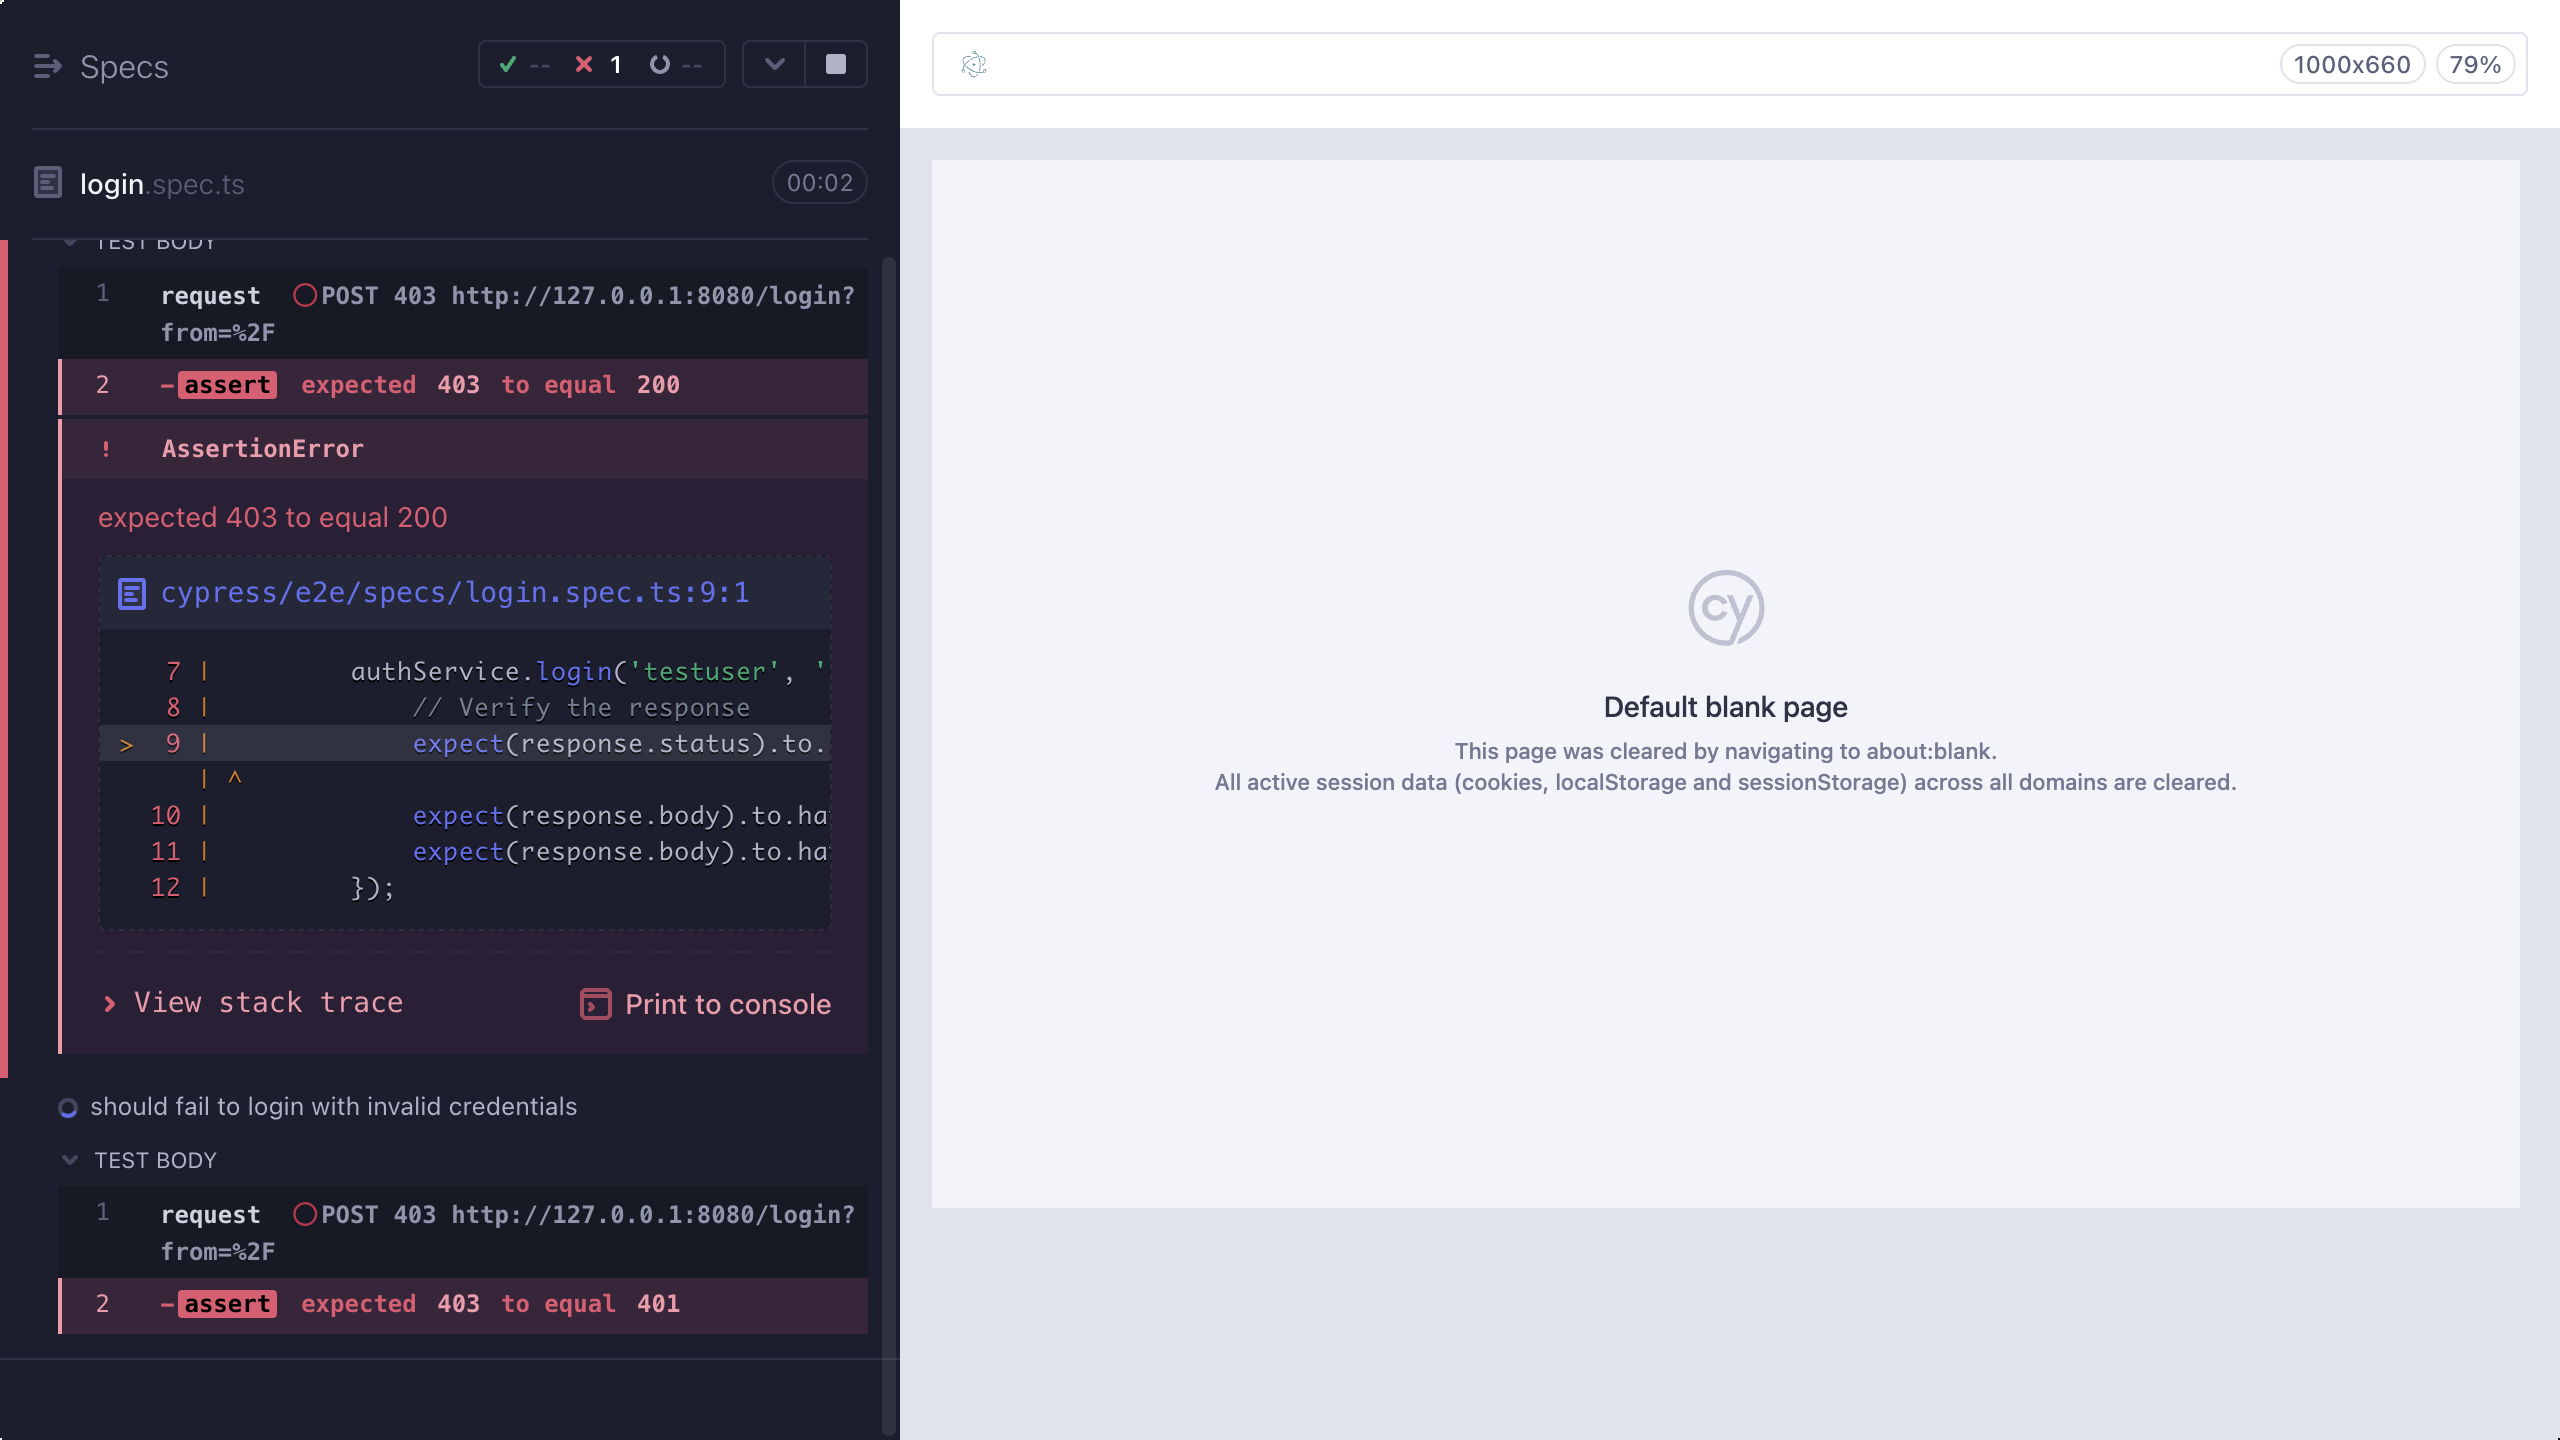 Specs
-- 1 --
login.spec.ts
00:02
TEST BODY
1 request POST 403 http://127.0.0.1:8080/login?
from=%2F
2 -assert expected 403 to equal 200
! AssertionError
expected 403 to equal 200
cypress/e2e/specs/login.spec.ts:9:1
7 | authService.login('testuser', '
8 | // Verify the response
> 9 | expect(response.status).to.
| ^
10 | expect(response.body).to.ha
11 | expect(response.body).to.ha
12 | });
View stack trace
Print to console
should fail to login with invalid credentials
TEST BODY
1 request POST 403 http://127.0.0.1:8080/login?
from=%2F
2 -assert expected 403 to equal 401
1000x660
79%
cy
Default blank page
This page was cleared by navigating to about:blank.
All active session data (cookies, localStorage and sessionStorage) across all domains are cleared.